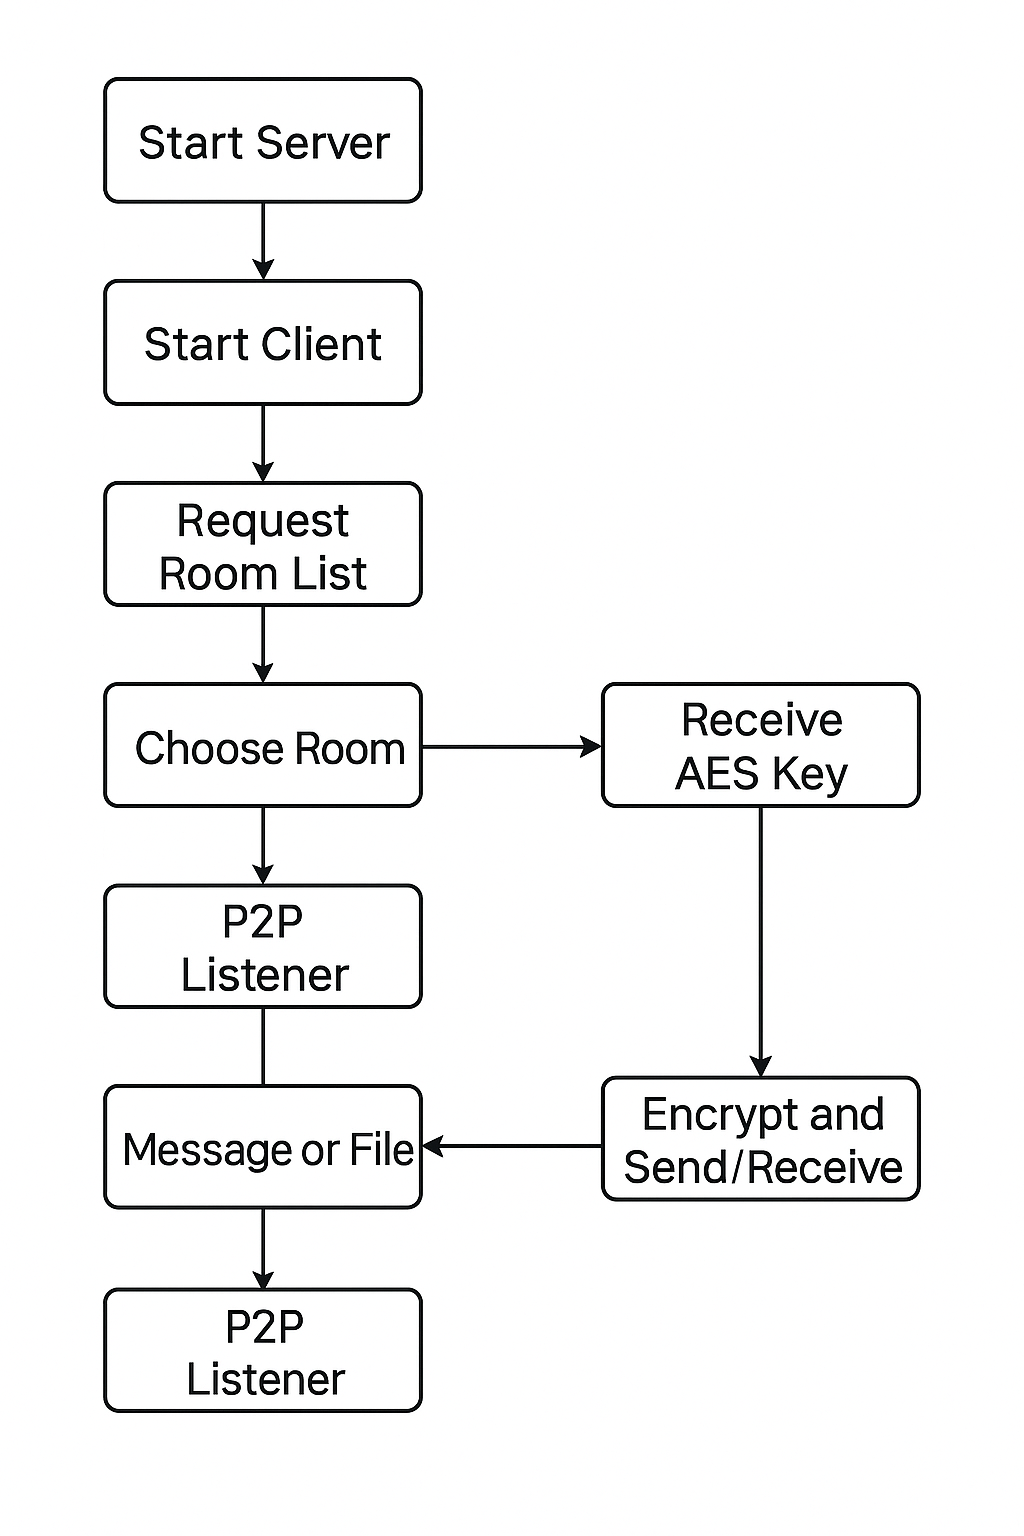 Start Server
Start Client
Request
Room List
Choose Room
Receive
AES Key
P2P
Listener
Message or File
Encrypt and
Send/Receive
P2P
Listener